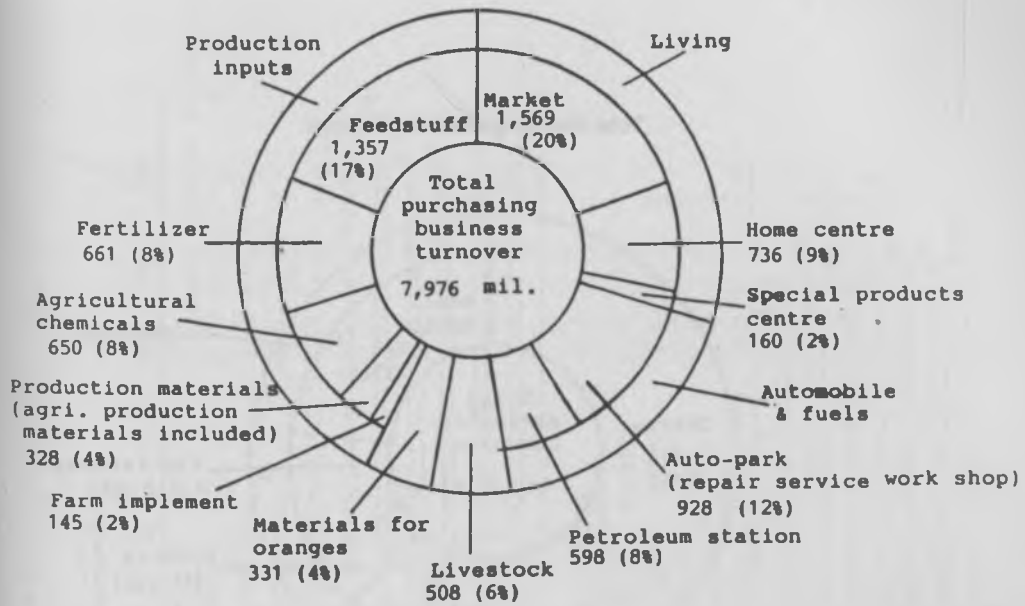 Production
inputs
Living
Market
1,569
(20%)
Feedstuff
1,357
(17%)
Total
purchasing
business
turnover
7,976 mil.
Fertilizer
661 (8%)
Home centre
736 (9%)
Agricultural
chemicals
650 (8%)
Special products
centre
160 (2%)
Production materials
(agri. production
materials included)
328 (4%)
Automobile
& fuels
Farm implement
145 (2%)
Auto-park
(repair service work shop)
928 (12%)
Materials for
oranges
331 (4%)
Petroleum station
598 (8%)
Livestock
508 (6%)